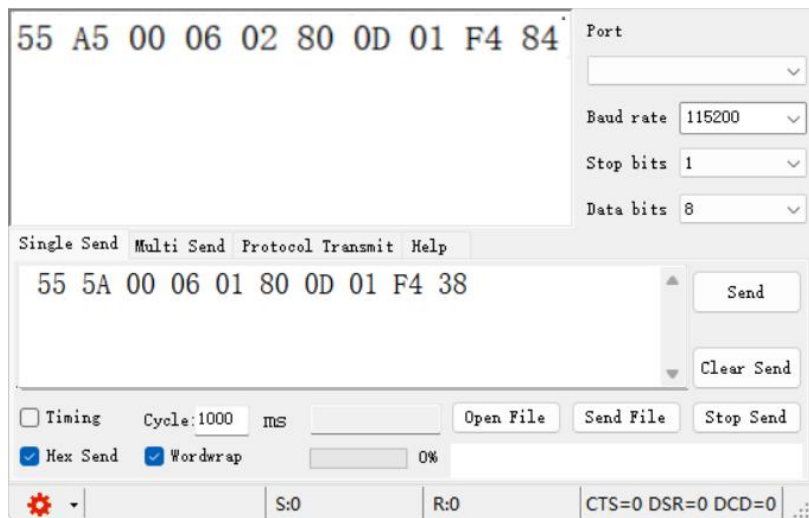 55 A5 00 06 02 80 0D 01 F4 84
Port
Baud rate 115200
Stop bits 1
Data bits 8
Single Send Multi Send Protocol Transmit Help
55 5A 00 06 01 80 0D 01 F4 38
Send
Clear Send
Timing Cycle:1000 ms Open File Send File Stop Send
Hex Send Wordwrap 0%
S:0 R:0 CTS=0 DSR=0 DCD=0